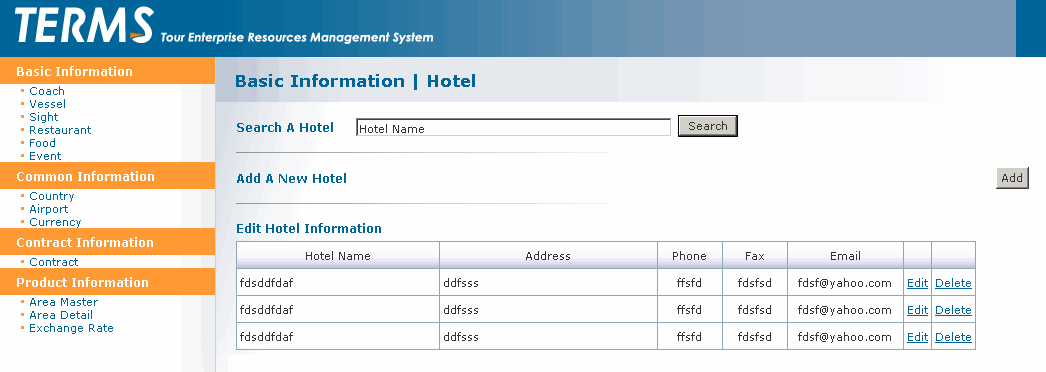 TERMS Tour Enterprise Resources Management System
Basic Information
Coach
Vessel
Sight
Restaurant
Food
Event
Common Information
Country
Airport
Currency
Contract Information
Contract
Product Information
Area Master
Area Detail
Exchange Rate
Basic Information | Hotel
Search A Hotel Hotel Name Search
Add A New Hotel Add
Edit Hotel Information
Hotel Name Address Phone Fax Email
fdsddfdaf ddfsss ffsfd fdsfsd fdsf@yahoo.com Edit Delete
fdsddfdaf ddfsss ffsfd fdsfsd fdsf@yahoo.com Edit Delete
fdsddfdaf ddfsss ffsfd fdsfsd fdsf@yahoo.com Edit Delete